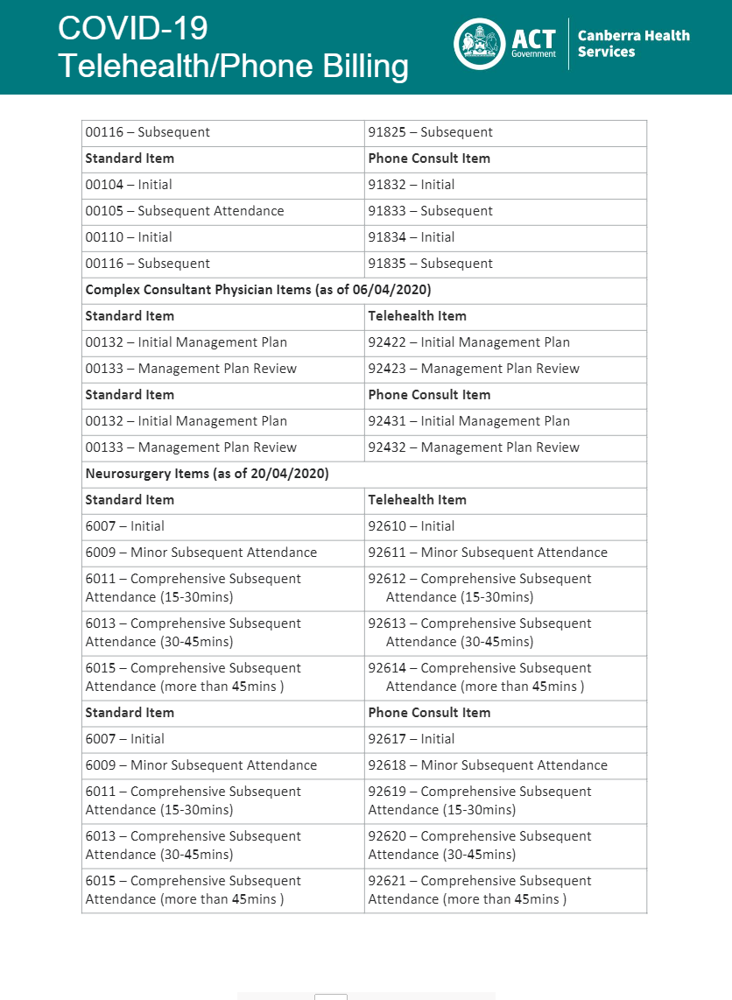 COVID-19
Telehealth/Phone Billing
ACT
Government
Canberra Health
Services
00116 – Subsequent
91825 – Subsequent
Standard Item
Phone Consult Item
00104 – Initial
91832 – Initial
00105 – Subsequent Attendance
91833 – Subsequent
00110 – Initial
91834 – Initial
00116 – Subsequent
91835 – Subsequent
Complex Consultant Physician Items (as of 06/04/2020)
Standard Item
Telehealth Item
00132 – Initial Management Plan
92422 – Initial Management Plan
00133 – Management Plan Review
92423 – Management Plan Review
Standard Item
Phone Consult Item
00132 – Initial Management Plan
92431 – Initial Management Plan
00133 – Management Plan Review
92432 – Management Plan Review
Neurosurgery Items (as of 20/04/2020)
Standard Item
Telehealth Item
6007 – Initial
92610 – Initial
6009 – Minor Subsequent Attendance
92611 – Minor Subsequent Attendance
6011 – Comprehensive Subsequent
Attendance (15-30mins)
92612 – Comprehensive Subsequent
Attendance (15-30mins)
6013 – Comprehensive Subsequent
Attendance (30-45mins)
92613 – Comprehensive Subsequent
Attendance (30-45mins)
6015 – Comprehensive Subsequent
Attendance (more than 45mins )
92614 – Comprehensive Subsequent
Attendance (more than 45mins )
Standard Item
Phone Consult Item
6007 – Initial
92617 – Initial
6009 – Minor Subsequent Attendance
92618 – Minor Subsequent Attendance
6011 – Comprehensive Subsequent
Attendance (15-30mins)
92619 – Comprehensive Subsequent
Attendance (15-30mins)
6013 – Comprehensive Subsequent
Attendance (30-45mins)
92620 – Comprehensive Subsequent
Attendance (30-45mins)
6015 – Comprehensive Subsequent
Attendance (more than 45mins )
92621 – Comprehensive Subsequent
Attendance (more than 45mins )